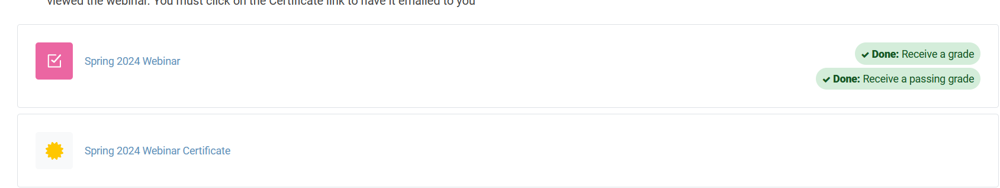 viewed the webinar. You must click on the Certificate link to have it emailed to you
Spring 2024 Webinar
Done: Receive a grade
Done: Receive a passing grade
Spring 2024 Webinar Certificate